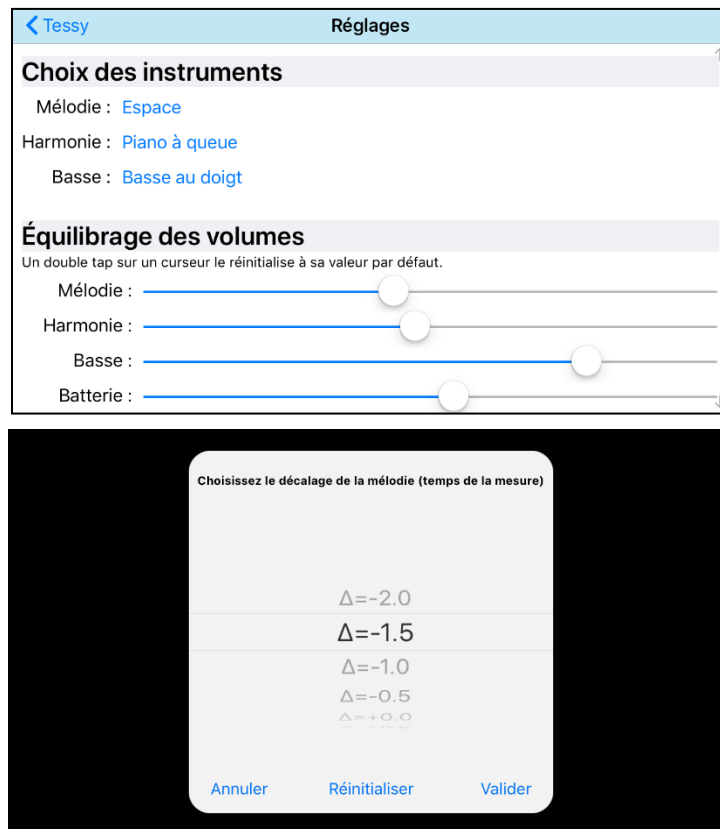 Tessy
Réglages
Choix des instruments
Mélodie : Espace
Harmonie : Piano à queue
Basse : Basse au doigt
Équilibrage des volumes
Un double tap sur un curseur le réinitialise à sa valeur par défaut.
Mélodie :
Harmonie :
Basse :
Batterie :
Choisissez le décalage de la mélodie (temps de la mesure)
Δ=-2.0
Δ=-1.5
Δ=-1.0
Δ=-0.5
Δ=+0.0
Annuler Réinitialiser Valider